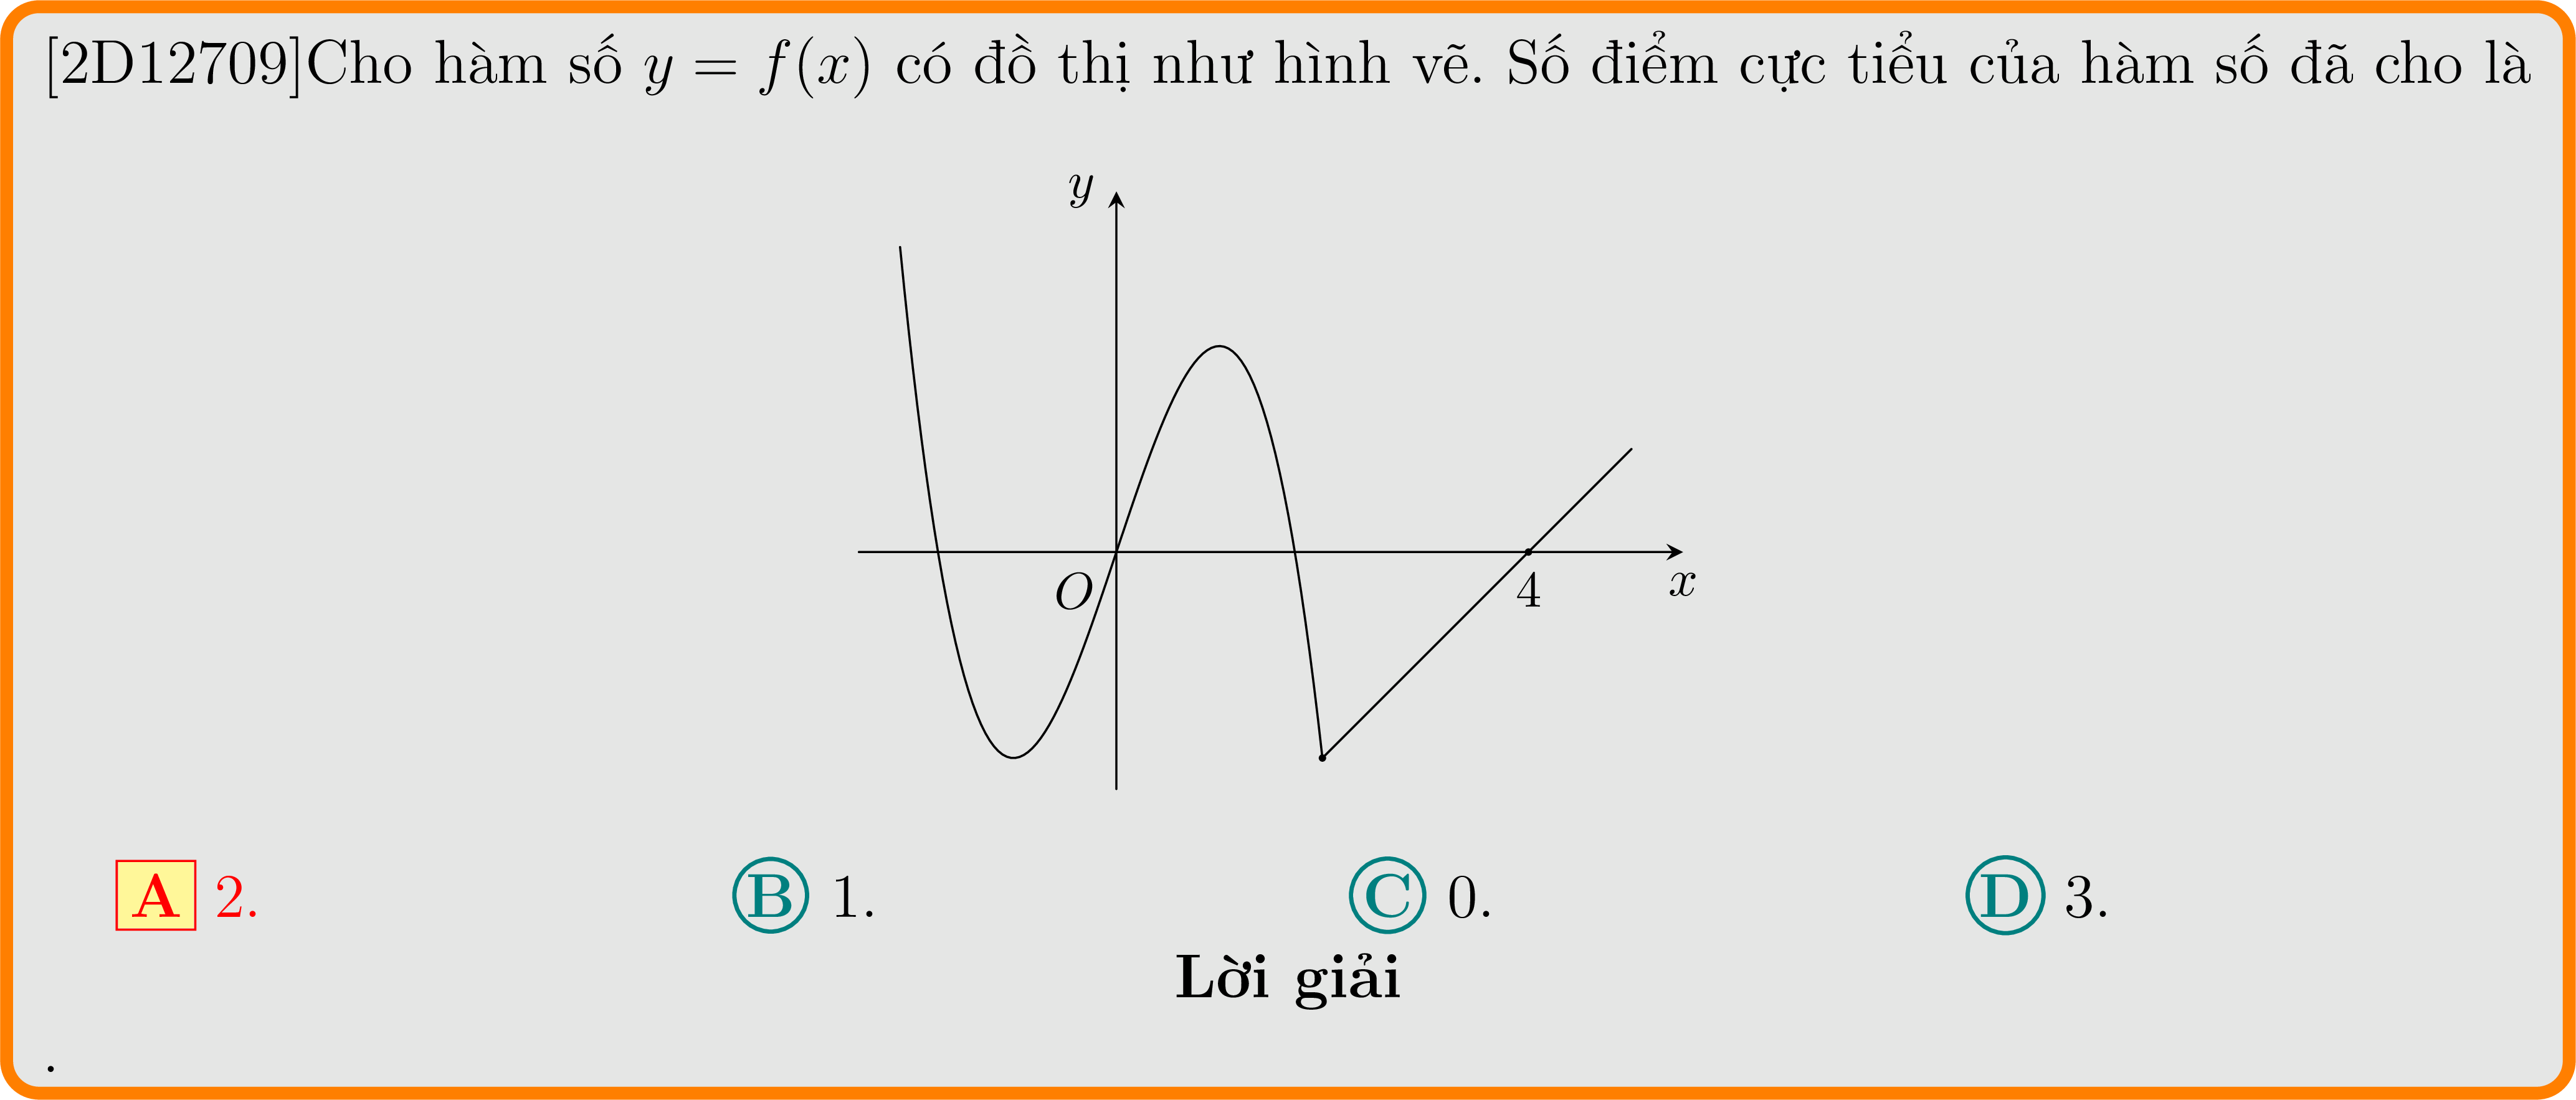 [2D12709]Cho hàm số y = f(x) có đồ thị như hình vẽ. Số điểm cực tiểu của hàm số đã cho là
y
O
4
x
A 2. B 1. C 0. D 3.
Lời giải
.